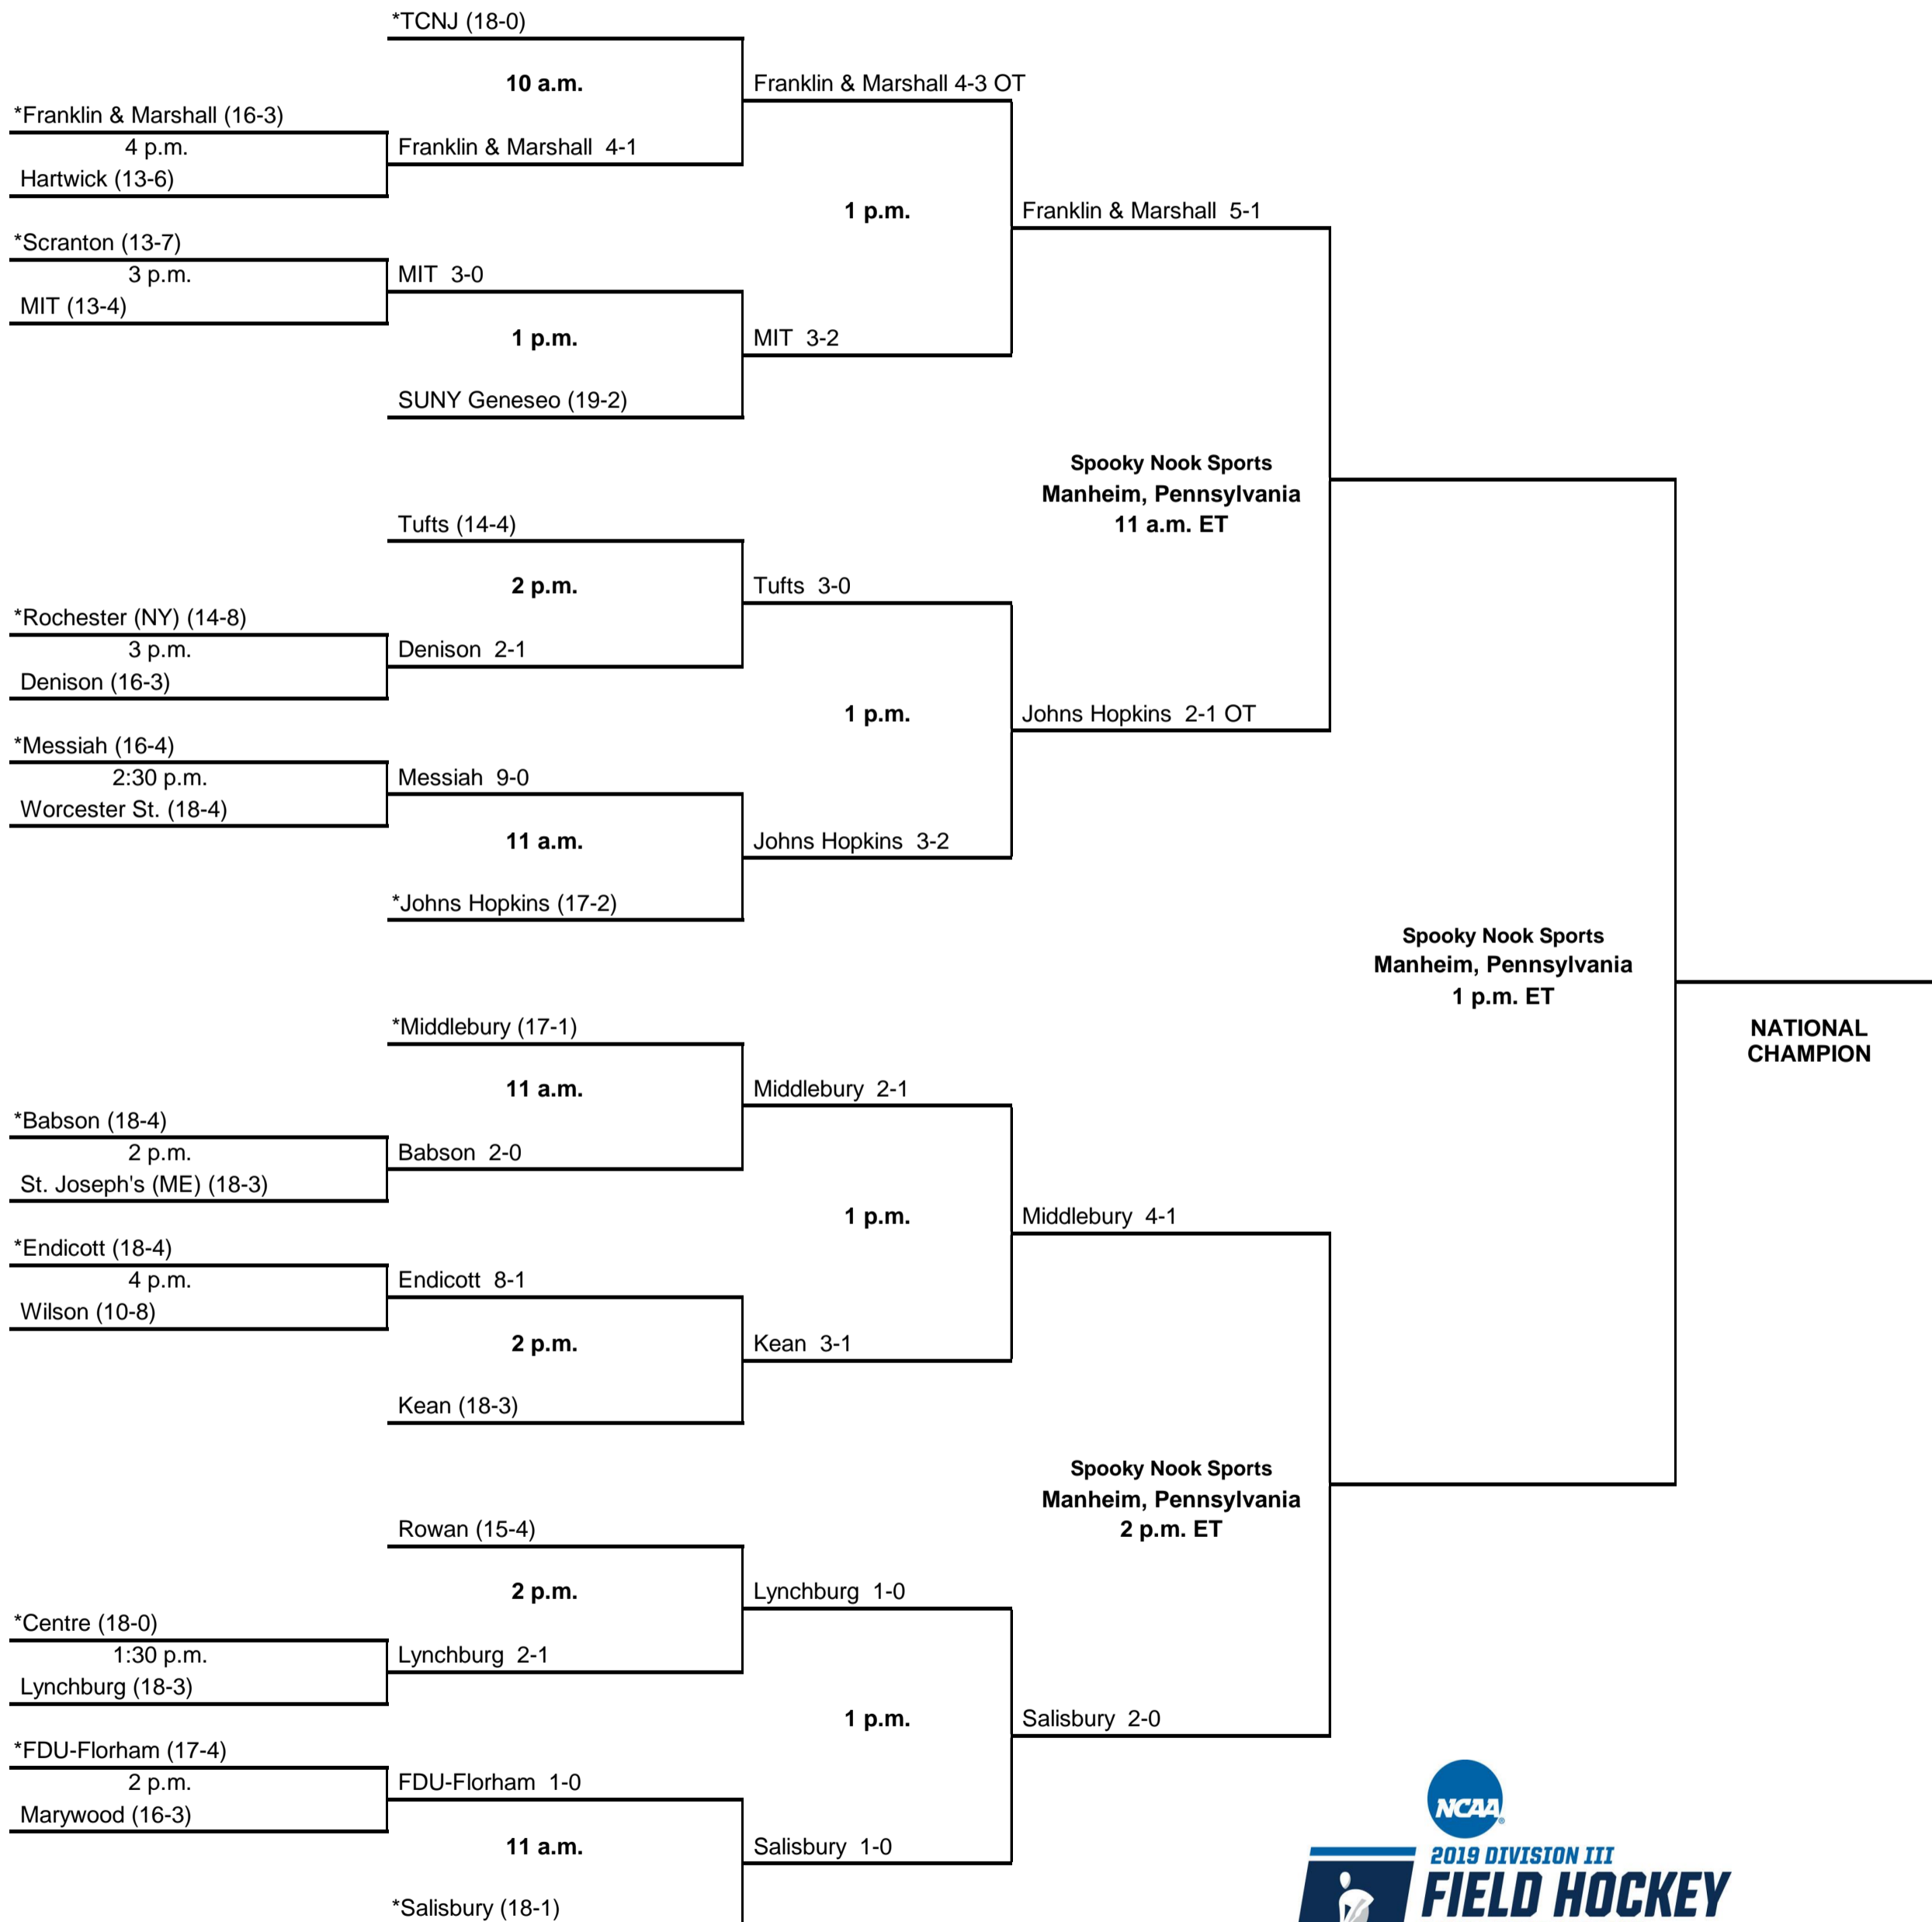 *TCNJ (18-0)
10 a.m.
Franklin & Marshall 4-3 OT
*Franklin & Marshall (16-3)
4 p.m.
Franklin & Marshall 4-1
Hartwick (13-6)
1 p.m.
Franklin & Marshall 5-1
*Scranton (13-7)
3 p.m.
MIT 3-0
MIT (13-4)
1 p.m.
MIT 3-2
SUNY Geneseo (19-2)
Spooky Nook Sports
Manheim, Pennsylvania
11 a.m. ET
Tufts (14-4)
2 p.m.
Tufts 3-0
*Rochester (NY) (14-8)
3 p.m.
Denison 2-1
Denison (16-3)
1 p.m.
Johns Hopkins 2-1 OT
*Messiah (16-4)
2:30 p.m.
Messiah 9-0
Worcester St. (18-4)
11 a.m.
Johns Hopkins 3-2
*Johns Hopkins (17-2)
Spooky Nook Sports
Manheim, Pennsylvania
1 p.m. ET
NATIONAL
CHAMPION
*Middlebury (17-1)
11 a.m.
Middlebury 2-1
*Babson (18-4)
2 p.m.
Babson 2-0
St. Joseph's (ME) (18-3)
1 p.m.
Middlebury 4-1
*Endicott (18-4)
4 p.m.
Endicott 8-1
Wilson (10-8)
2 p.m.
Kean 3-1
Kean (18-3)
Spooky Nook Sports
Manheim, Pennsylvania
2 p.m. ET
Rowan (15-4)
2 p.m.
Lynchburg 1-0
*Centre (18-0)
1:30 p.m.
Lynchburg 2-1
Lynchburg (18-3)
1 p.m.
Salisbury 2-0
*FDU-Florham (17-4)
2 p.m.
FDU-Florham 1-0
Marywood (16-3)
11 a.m.
Salisbury 1-0
*Salisbury (18-1)
NCAA®
2019 DIVISION III
FIELD HOCKEY